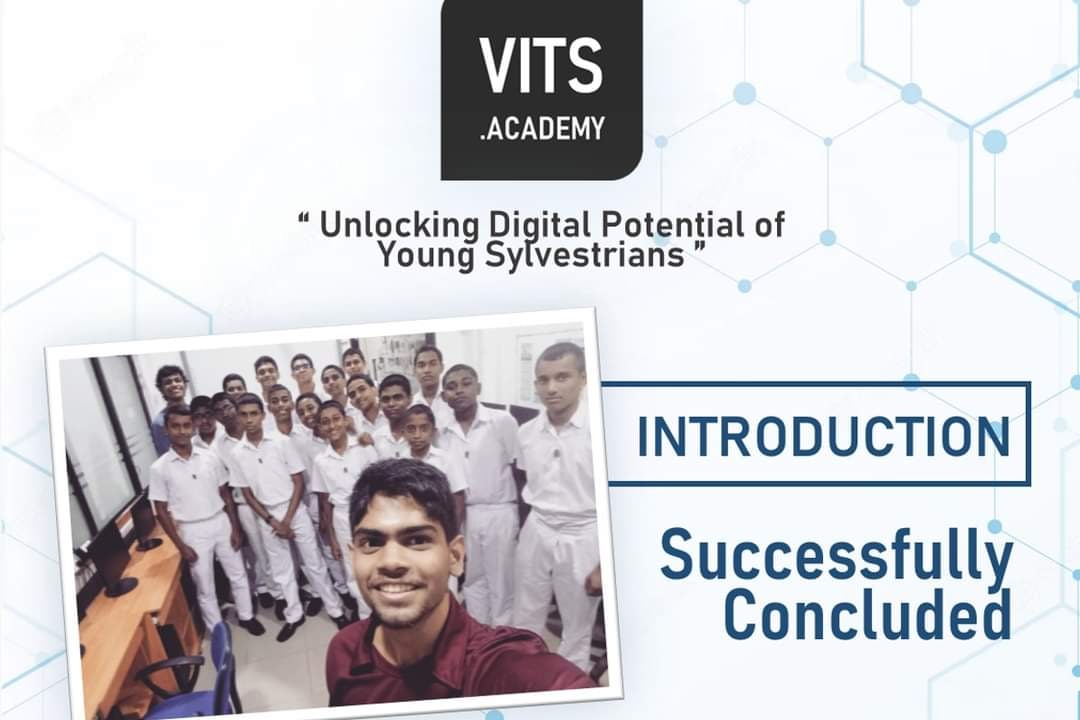 VITS
.ACADEMY
“ Unlocking Digital Potential of
Young Sylvestrians ”
INTRODUCTION
Successfully
Concluded